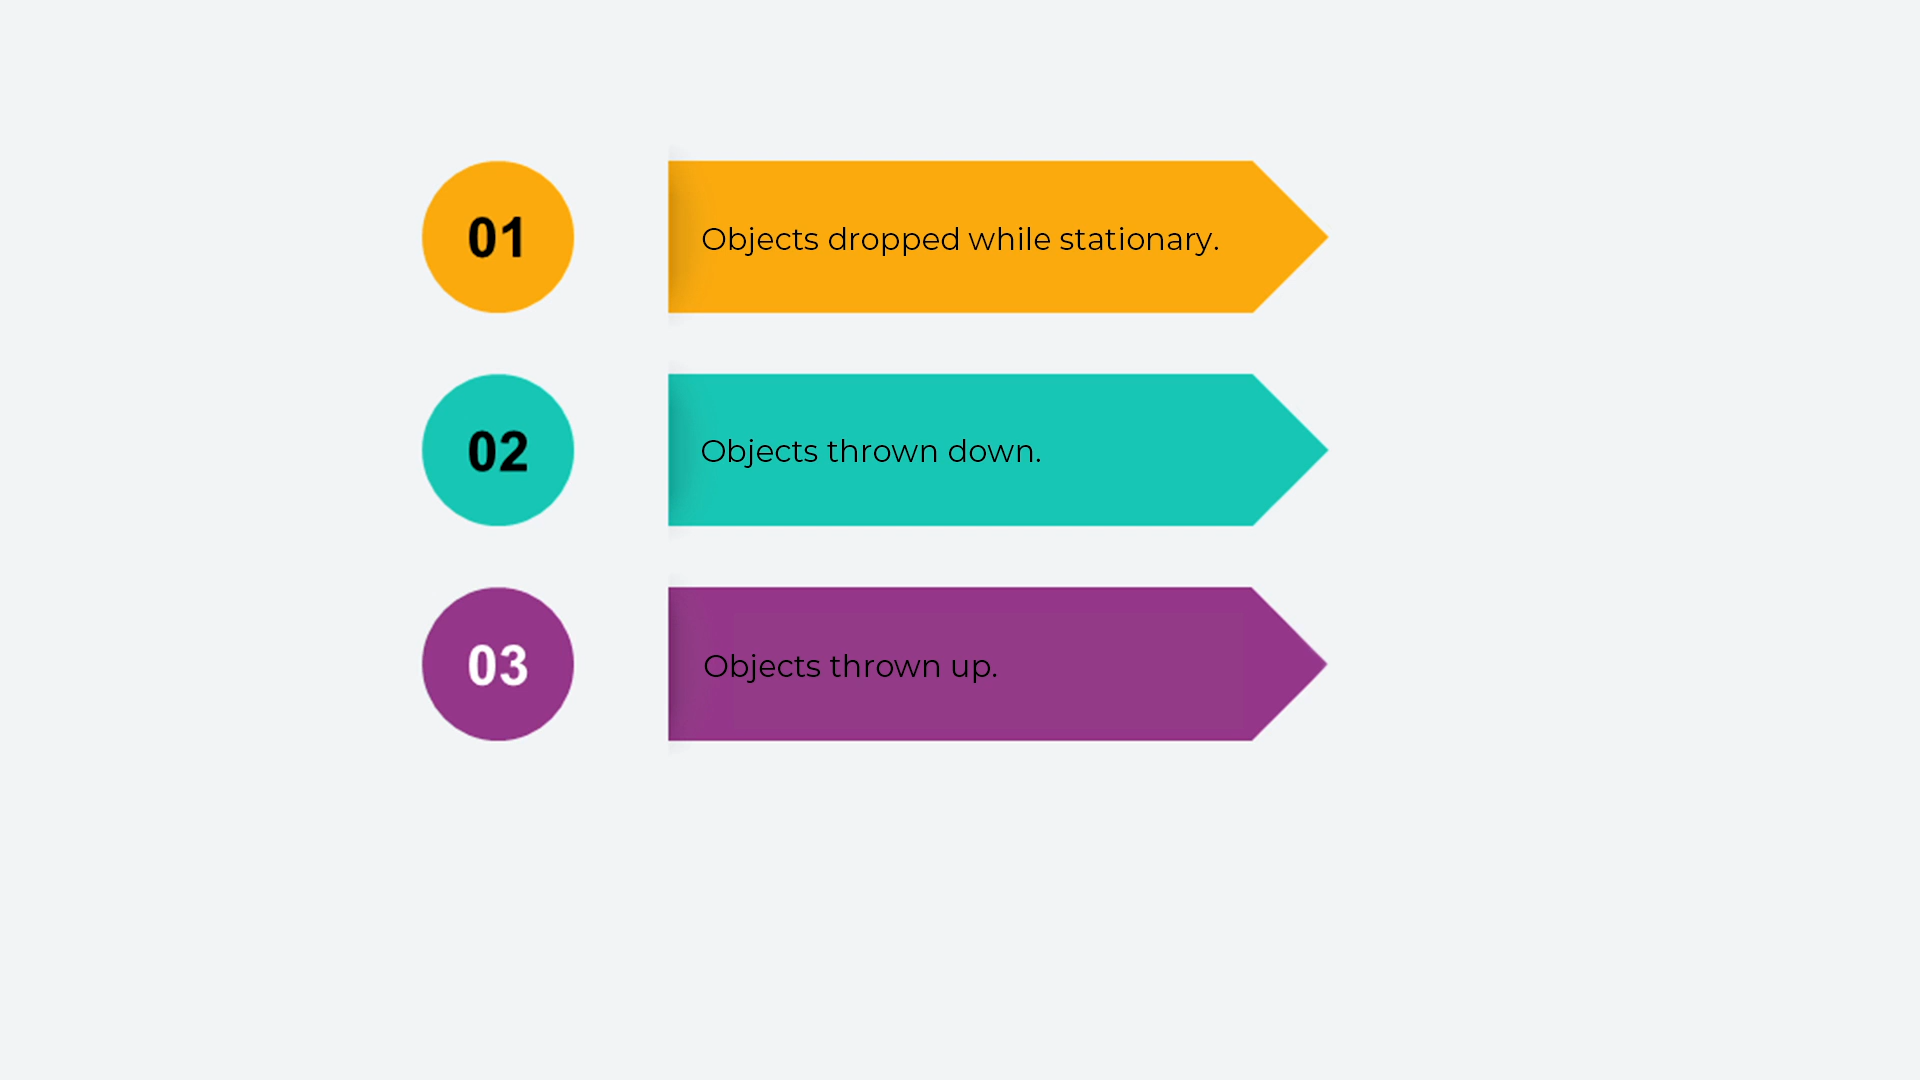 01
Objects dropped while stationary.
02
Objects thrown down.
03
Objects thrown up.